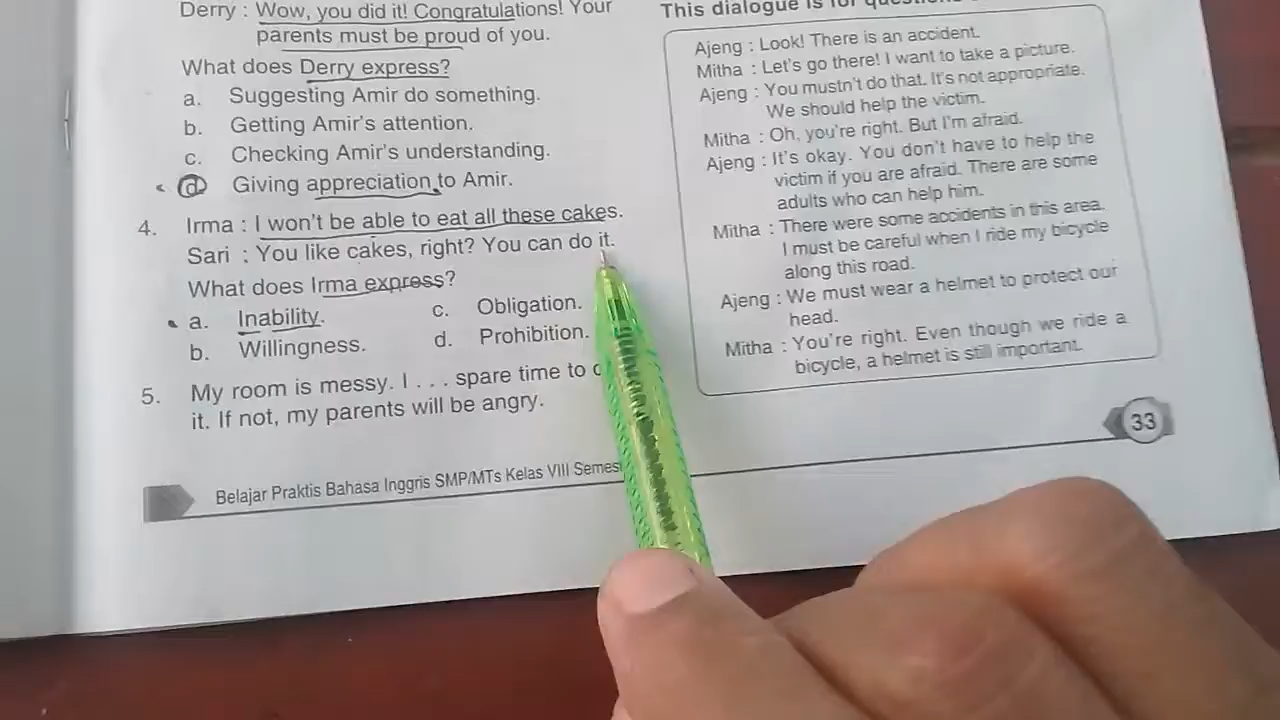 Derry : Wow, you did it! Congratulations! Your
parents must be proud of you.
What does Derry express?
a. Suggesting Amir do something.
b. Getting Amir's attention.
c. Checking Amir's understanding.
d Giving appreciation to Amir.
4. Irma : I won't be able to eat all these cakes.
Sari : You like cakes, right? You can do it.
What does Irma express?
a. Inability. c. Obligation.
b. Willingness. d. Prohibition.
5. My room is messy. I . . . spare time to
it. If not, my parents will be angry.
Belajar Praktis Bahasa Inggris SMP/MTs Kelas VIII
This dialogue is for
Ajeng : Look! There is an accident.
Mitha : Let's go there! I want to take a picture.
Ajeng : You mustn't do that. It's not appropriate.
We should help the victim.
Mitha : Oh, you're right. But I'm afraid.
Ajeng : It's okay. You don't have to help the
victim if you are afraid. There are some
adults who can help him.
Mitha : There were some accidents in this area.
I must be careful when I ride my bicycle
along this road.
Ajeng : We must wear a helmet to protect our
head.
Mitha : You're right. Even though we ride a
bicycle, a helmet is still important.
33